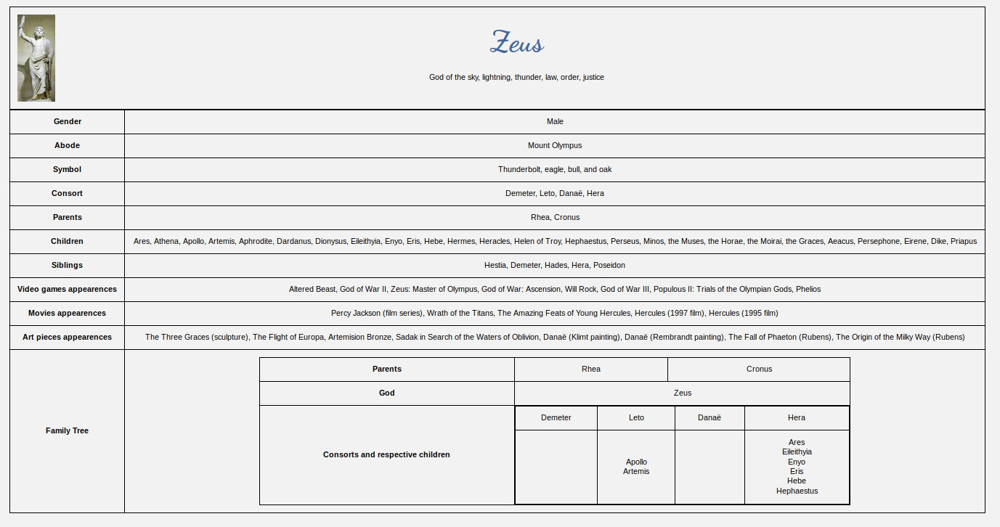 Zeus
God of the sky, lightning, thunder, law, order, justice
Gender Male
Abode Mount Olympus
Symbol Thunderbolt, eagle, bull, and oak
Consort Demeter, Leto, Danaë, Hera
Parents Rhea, Cronus
Children Ares, Athena, Apollo, Artemis, Aphrodite, Dardanus, Dionysus, Eileithyia, Enyo, Eris, Hebe, Hermes, Heracles, Helen of Troy, Hephaestus, Perseus, Minos, the Muses, the Horae, the Moirai, the Graces, Aeacus, Persephone, Eirene, Dike, Priapus
Siblings Hestia, Demeter, Hades, Hera, Poseidon
Video games appearences Altered Beast, God of War II, Zeus: Master of Olympus, God of War: Ascension, Will Rock, God of War III, Populous II: Trials of the Olympian Gods, Phelios
Movies appearences Percy Jackson (film series), Wrath of the Titans, The Amazing Feats of Young Hercules, Hercules (1997 film), Hercules (1995 film)
Art pieces appearences The Three Graces (sculpture), The Flight of Europa, Artemision Bronze, Sadak in Search of the Waters of Oblivion, Danaë (Klimt painting), Danaë (Rembrandt painting), The Fall of Phaeton (Rubens), The Origin of the Milky Way (Rubens)
Family Tree
Parents Rhea Cronus
God Zeus
Consorts and respective children
Demeter Leto Danaë Hera
Apollo
Artemis
Ares
Eileithyia
Enyo
Eris
Hebe
Hephaestus